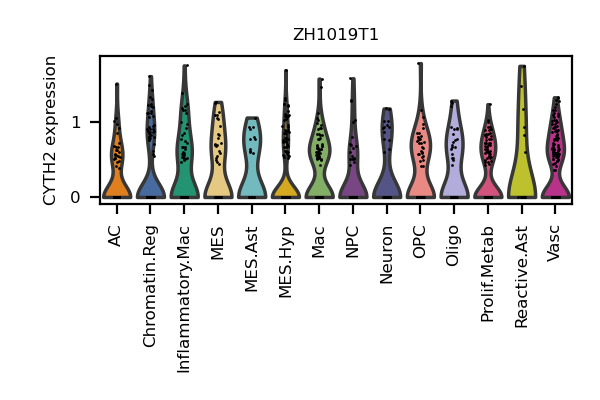 ZH1019T1
CYTH2 expression
1
0
AC
Chromatin.Reg
Inflammatory.Mac
MES
MES.Ast
MES.Hyp
Mac
NPC
Neuron
OPC
Oligo
Prolif.Metab
Reactive.Ast
Vasc